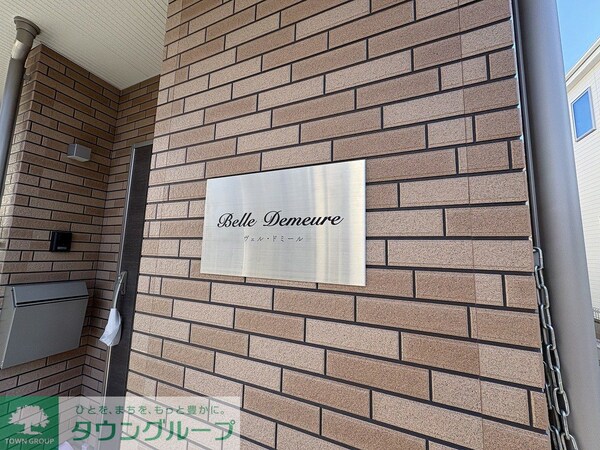 Belle Demeure
ヴェル・ドミール
ひとを、まちを、もっと豊かに。
タウングループ
TOWN GROUP